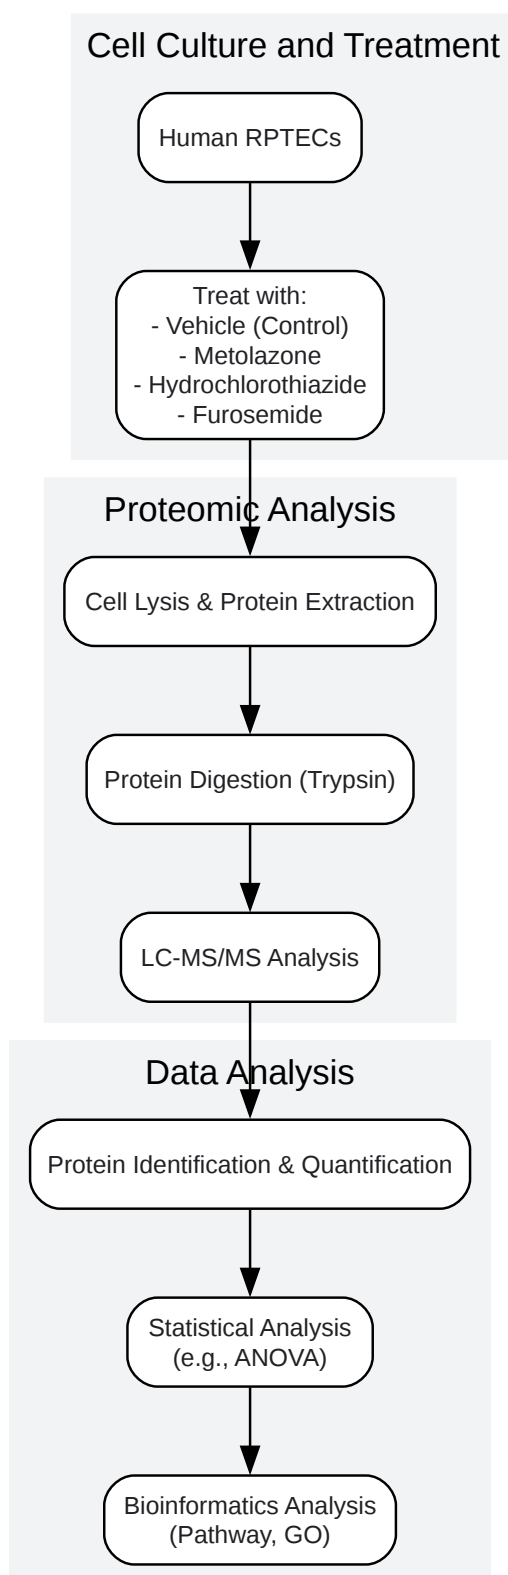 Cell Culture and Treatment
Human RPTECs
Treat with:
- Vehicle (Control)
- Metolazone
- Hydrochlorothiazide
- Furosemide
Proteomic Analysis
Cell Lysis & Protein Extraction
Protein Digestion (Trypsin)
LC-MS/MS Analysis
Data Analysis
Protein Identification & Quantification
Statistical Analysis
(e.g., ANOVA)
Bioinformatics Analysis
(Pathway, GO)